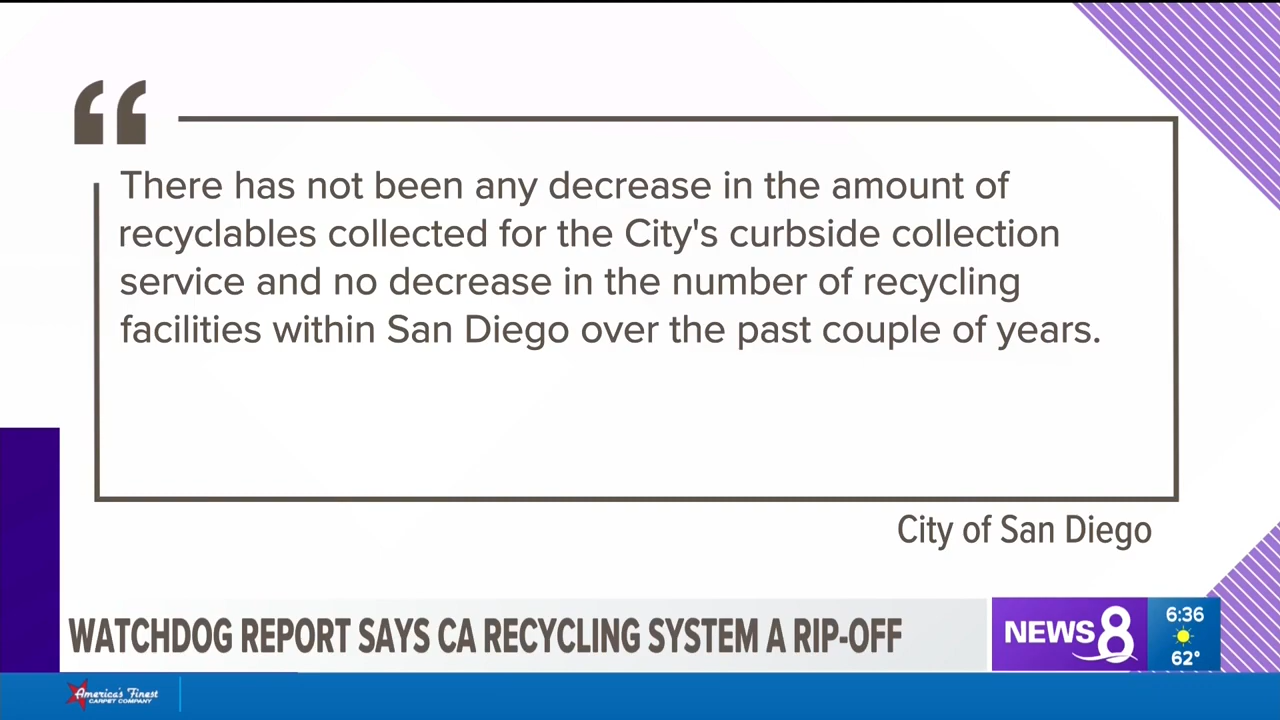 “
There has not been any decrease in the amount of
recyclables collected for the City's curbside collection
service and no decrease in the number of recycling
facilities within San Diego over the past couple of years.
City of San Diego
WATCHDOG REPORT SAYS CA RECYCLING SYSTEM A RIP-OFF
NEWS 8
6:36
62°
America's Finest
CARPET COMPANY